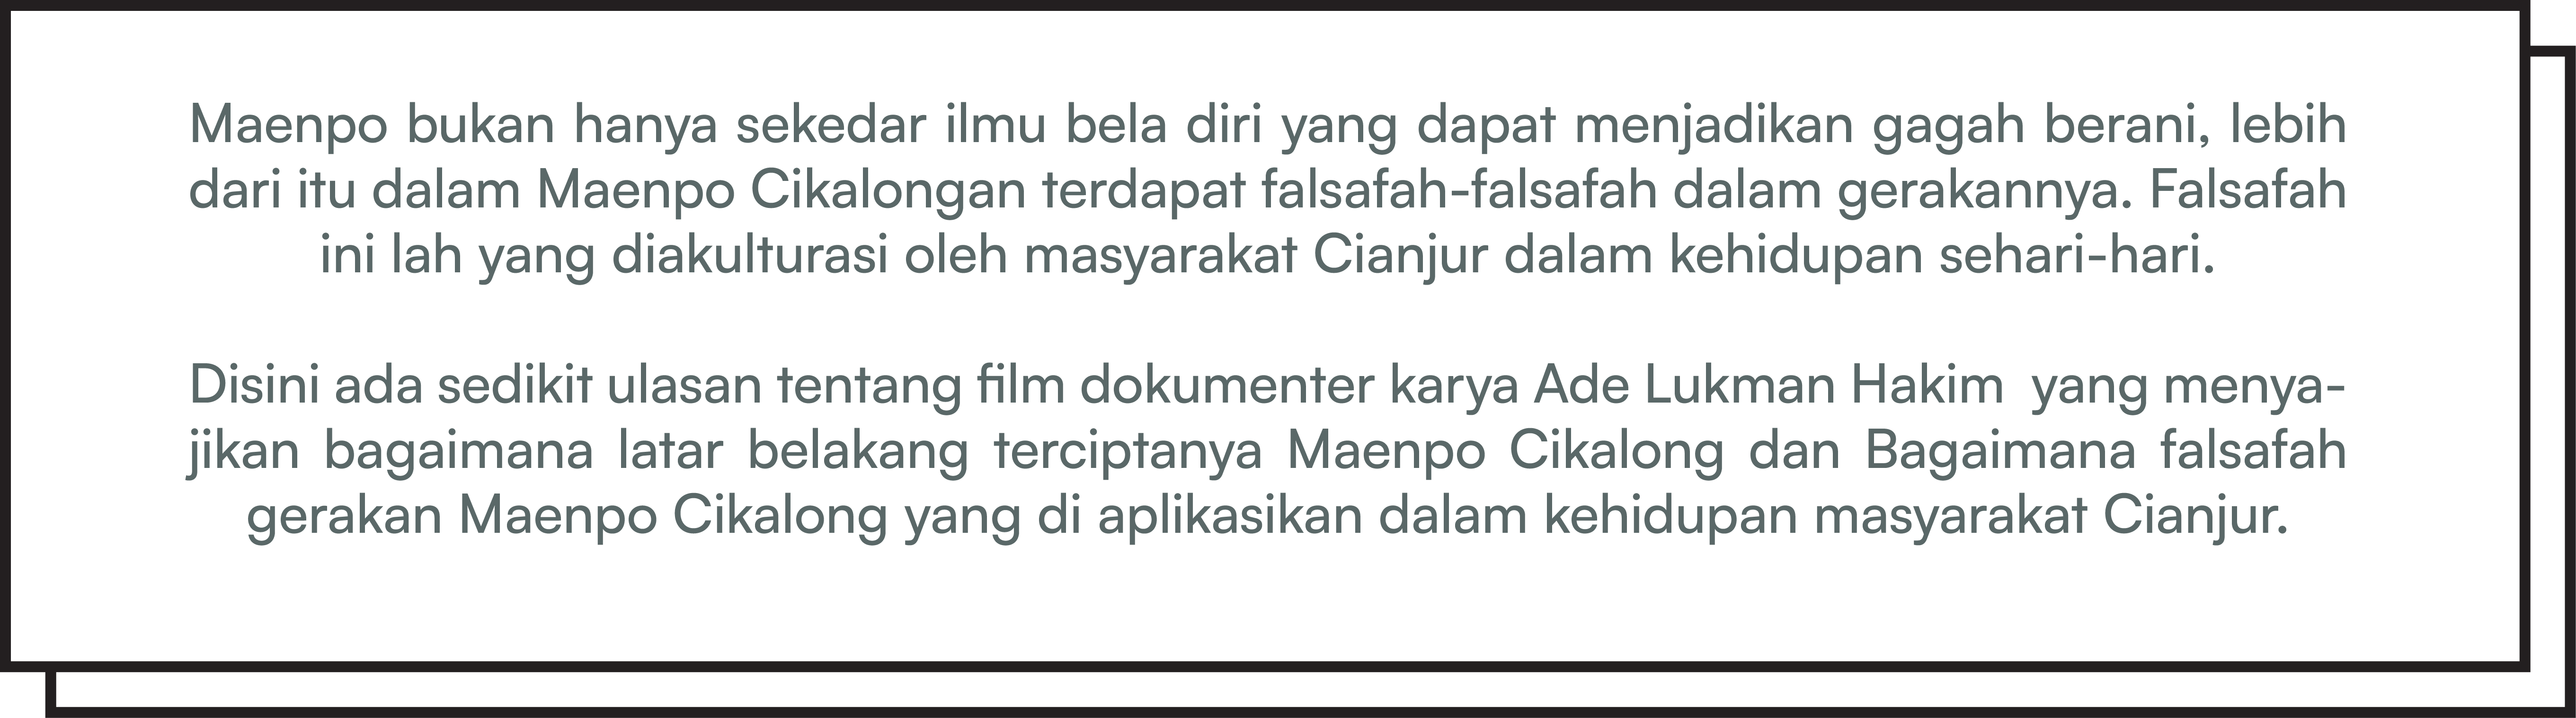 Maenpo bukan hanya sekedar ilmu bela diri yang dapat menjadikan gagah berani, lebih
dari itu dalam Maenpo Cikalongan terdapat falsafah-falsafah dalam gerakannya. Falsafah
ini lah yang diakulturasi oleh masyarakat Cianjur dalam kehidupan sehari-hari.
Disini ada sedikit ulasan tentang film dokumenter karya Ade Lukman Hakim  yang menya-
jikan bagaimana latar belakang terciptanya Maenpo Cikalong dan Bagaimana falsafah
gerakan Maenpo Cikalong yang di aplikasikan dalam kehidupan masyarakat Cianjur.